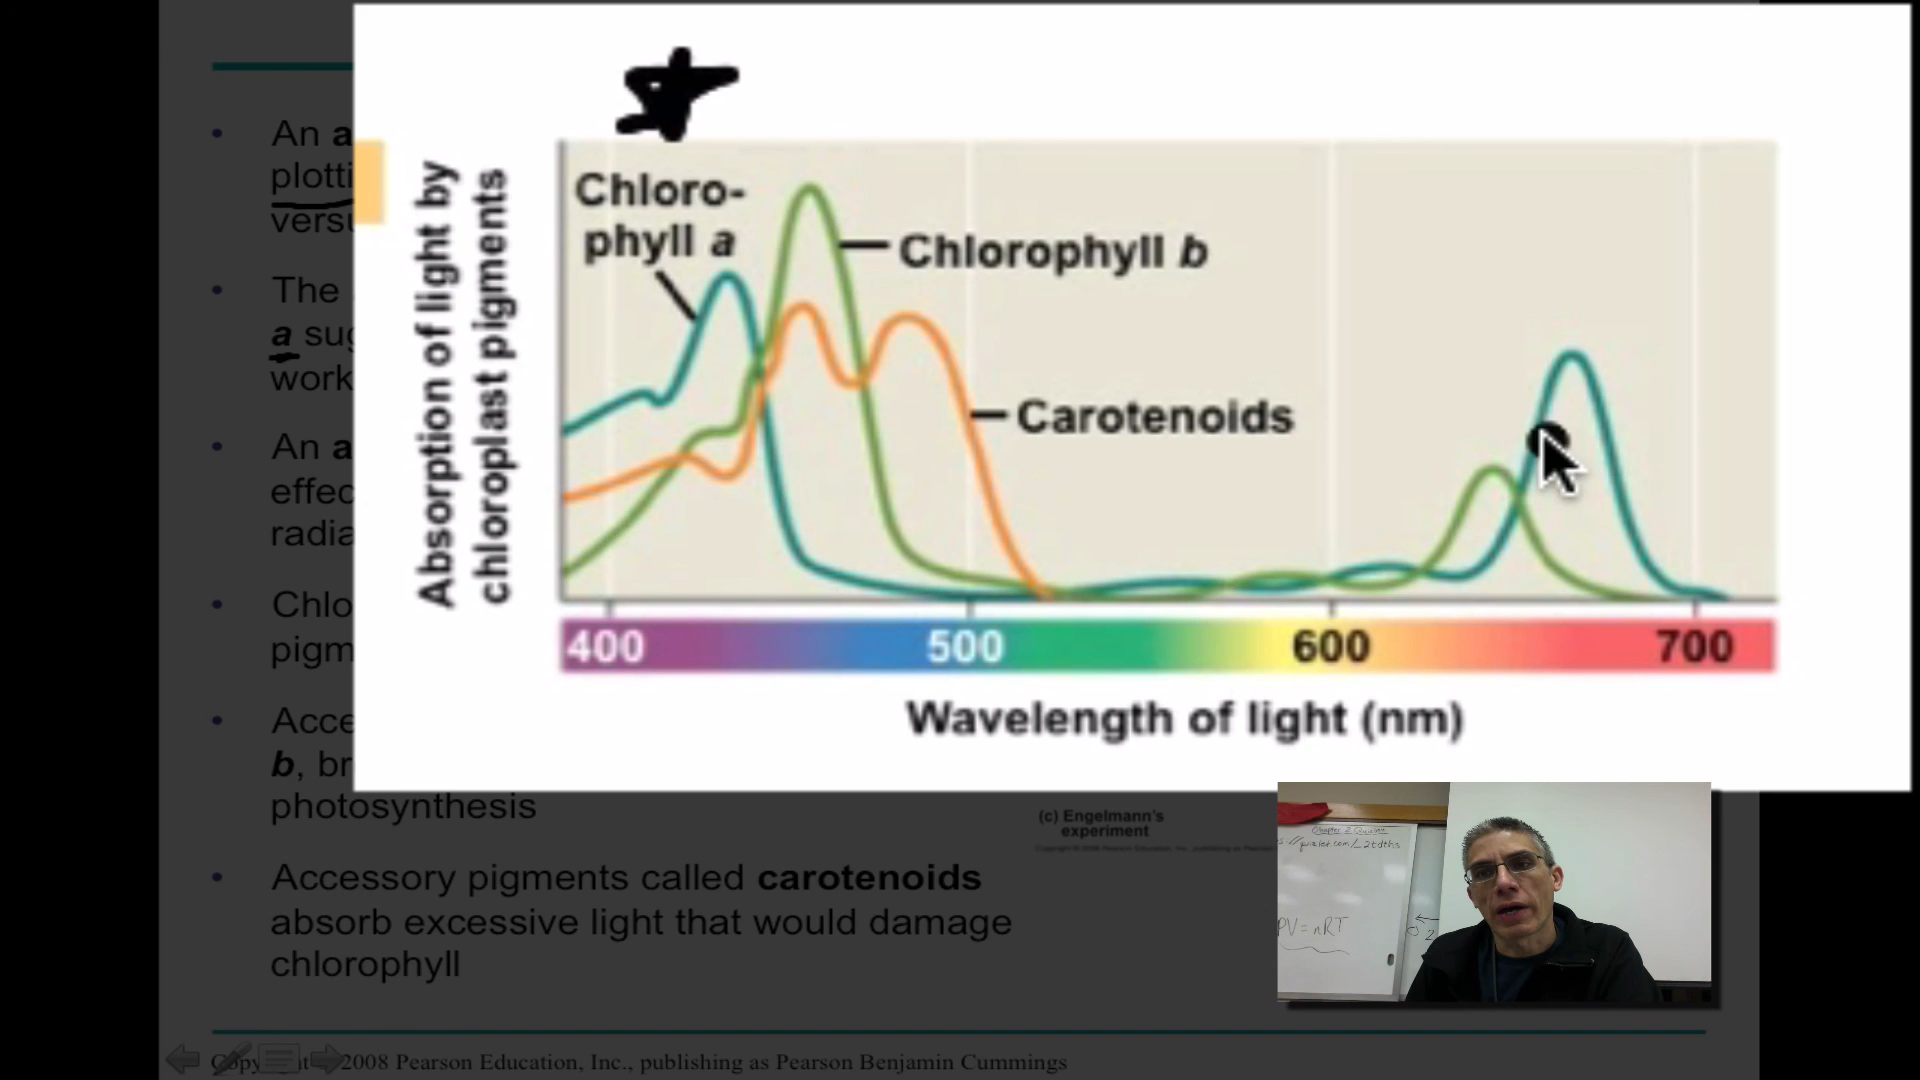 An a
plotti
versu
The
a sug
work
An a
effec
radia
Chlo
pigm
Acce
b, br
photosynthesis
Accessory pigments called carotenoids
absorb excessive light that would damage
chlorophyll
Absorption of light by
chloroplast pigments
Chloro-
phyll a
Chlorophyll b
Carotenoids
400 500 600 700
Wavelength of light (nm)
(c) Engelmann's
experiment
PV = nRT
2008 Pearson Education, Inc., publishing as Pearson Benjamin Cummings